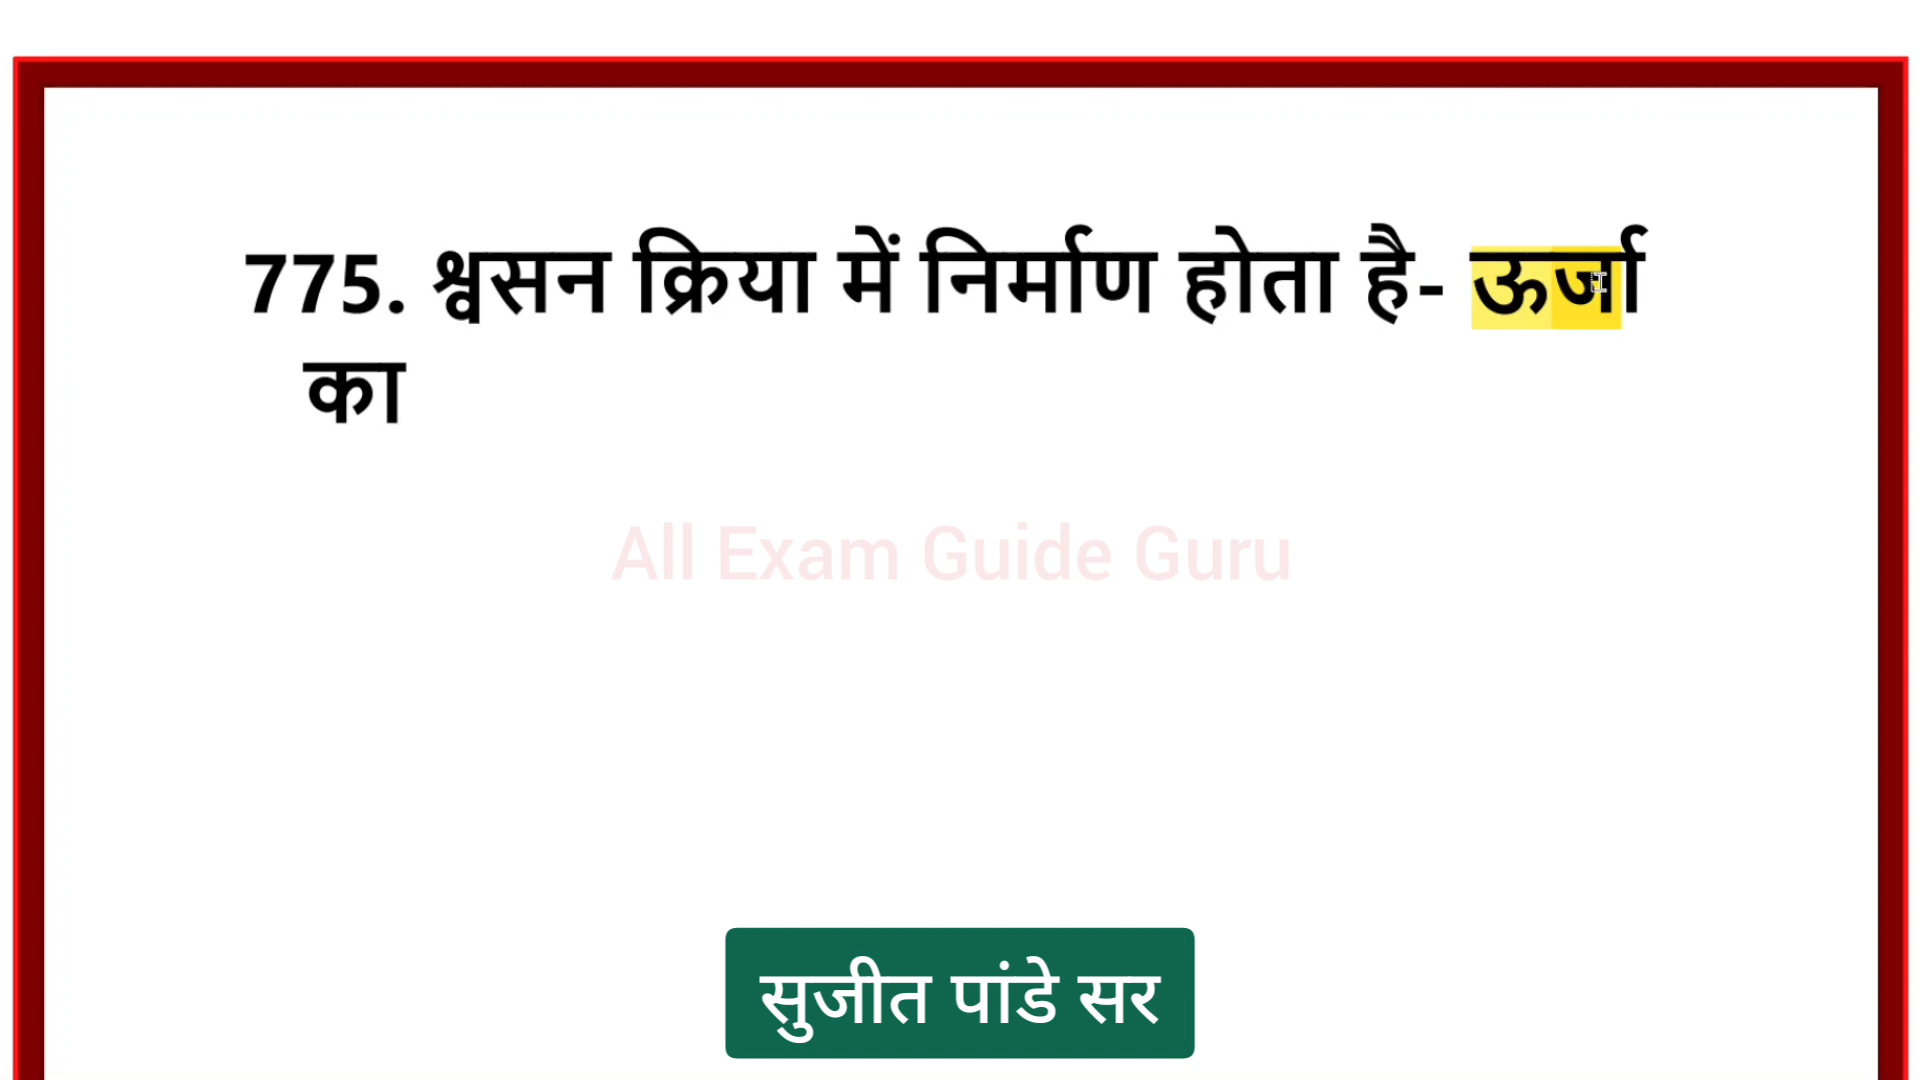 775. श्वसन क्रिया में निर्माण होता है- ऊर्जा
का
All Exam Guide Guru
सुजीत पांडे सर